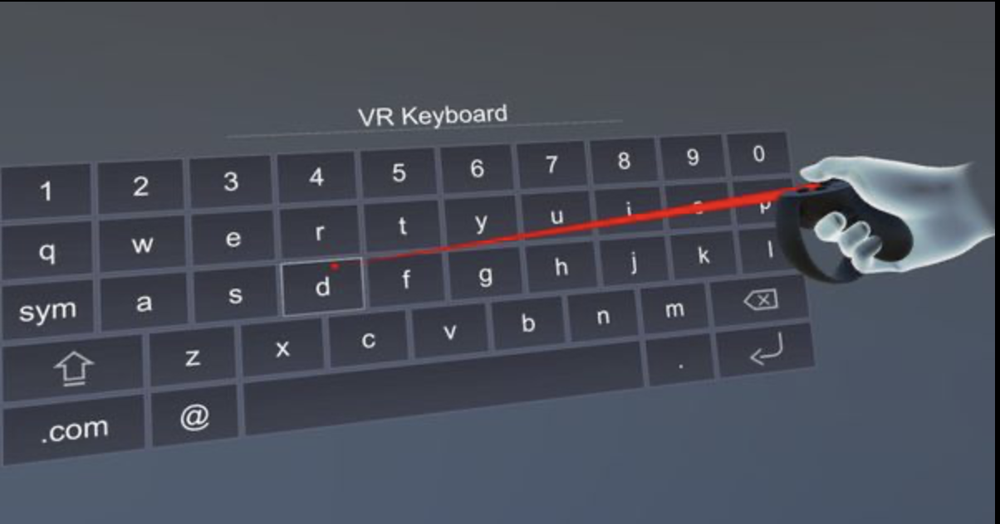 VR Keyboard
1 2 3 4 5 6 7 8 9 0
q w e r t y u i p
sym a s d f g h j k l
z x c v b n m
.com @ .